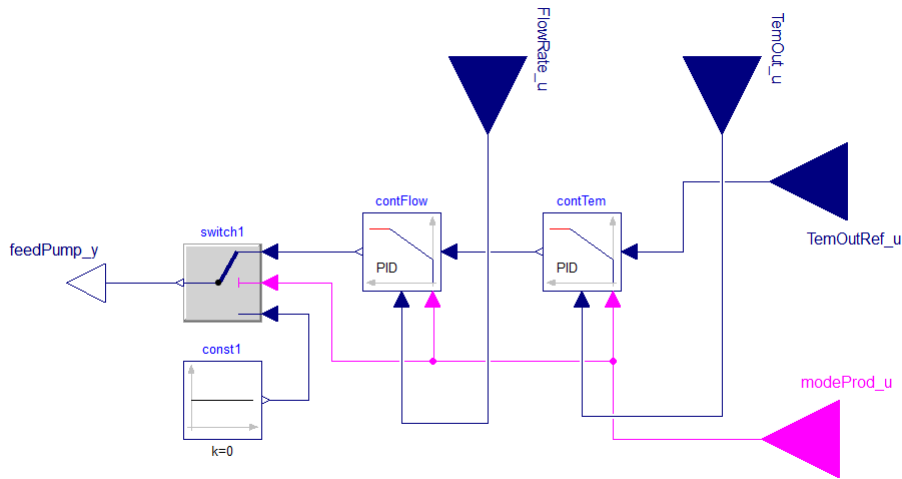 FlowRate_u
TemOut_u
contFlow
contTem
switch1
feedPump_y
TemOutRef_u
PID
PID
const1
modeProd_u
k=0